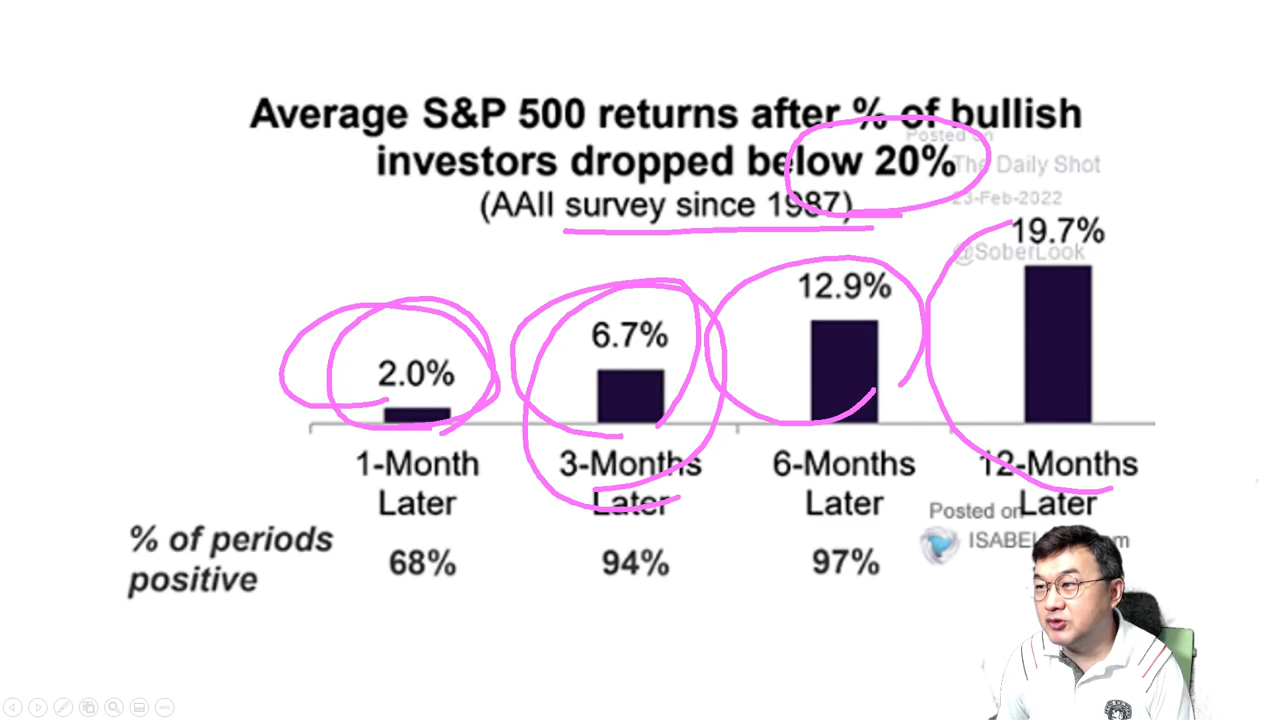 Average S&P 500 returns after % of bullish
investors dropped below 20%
(AAII survey since 1987)
Posted on
The Daily Shot
23-Feb-2022
@SoberLook
2.0%
6.7%
12.9%
19.7%
1-Month
Later
3-Months
Later
6-Months
Later
12-Months
Later
% of periods
positive
68%
94%
97%
Posted on